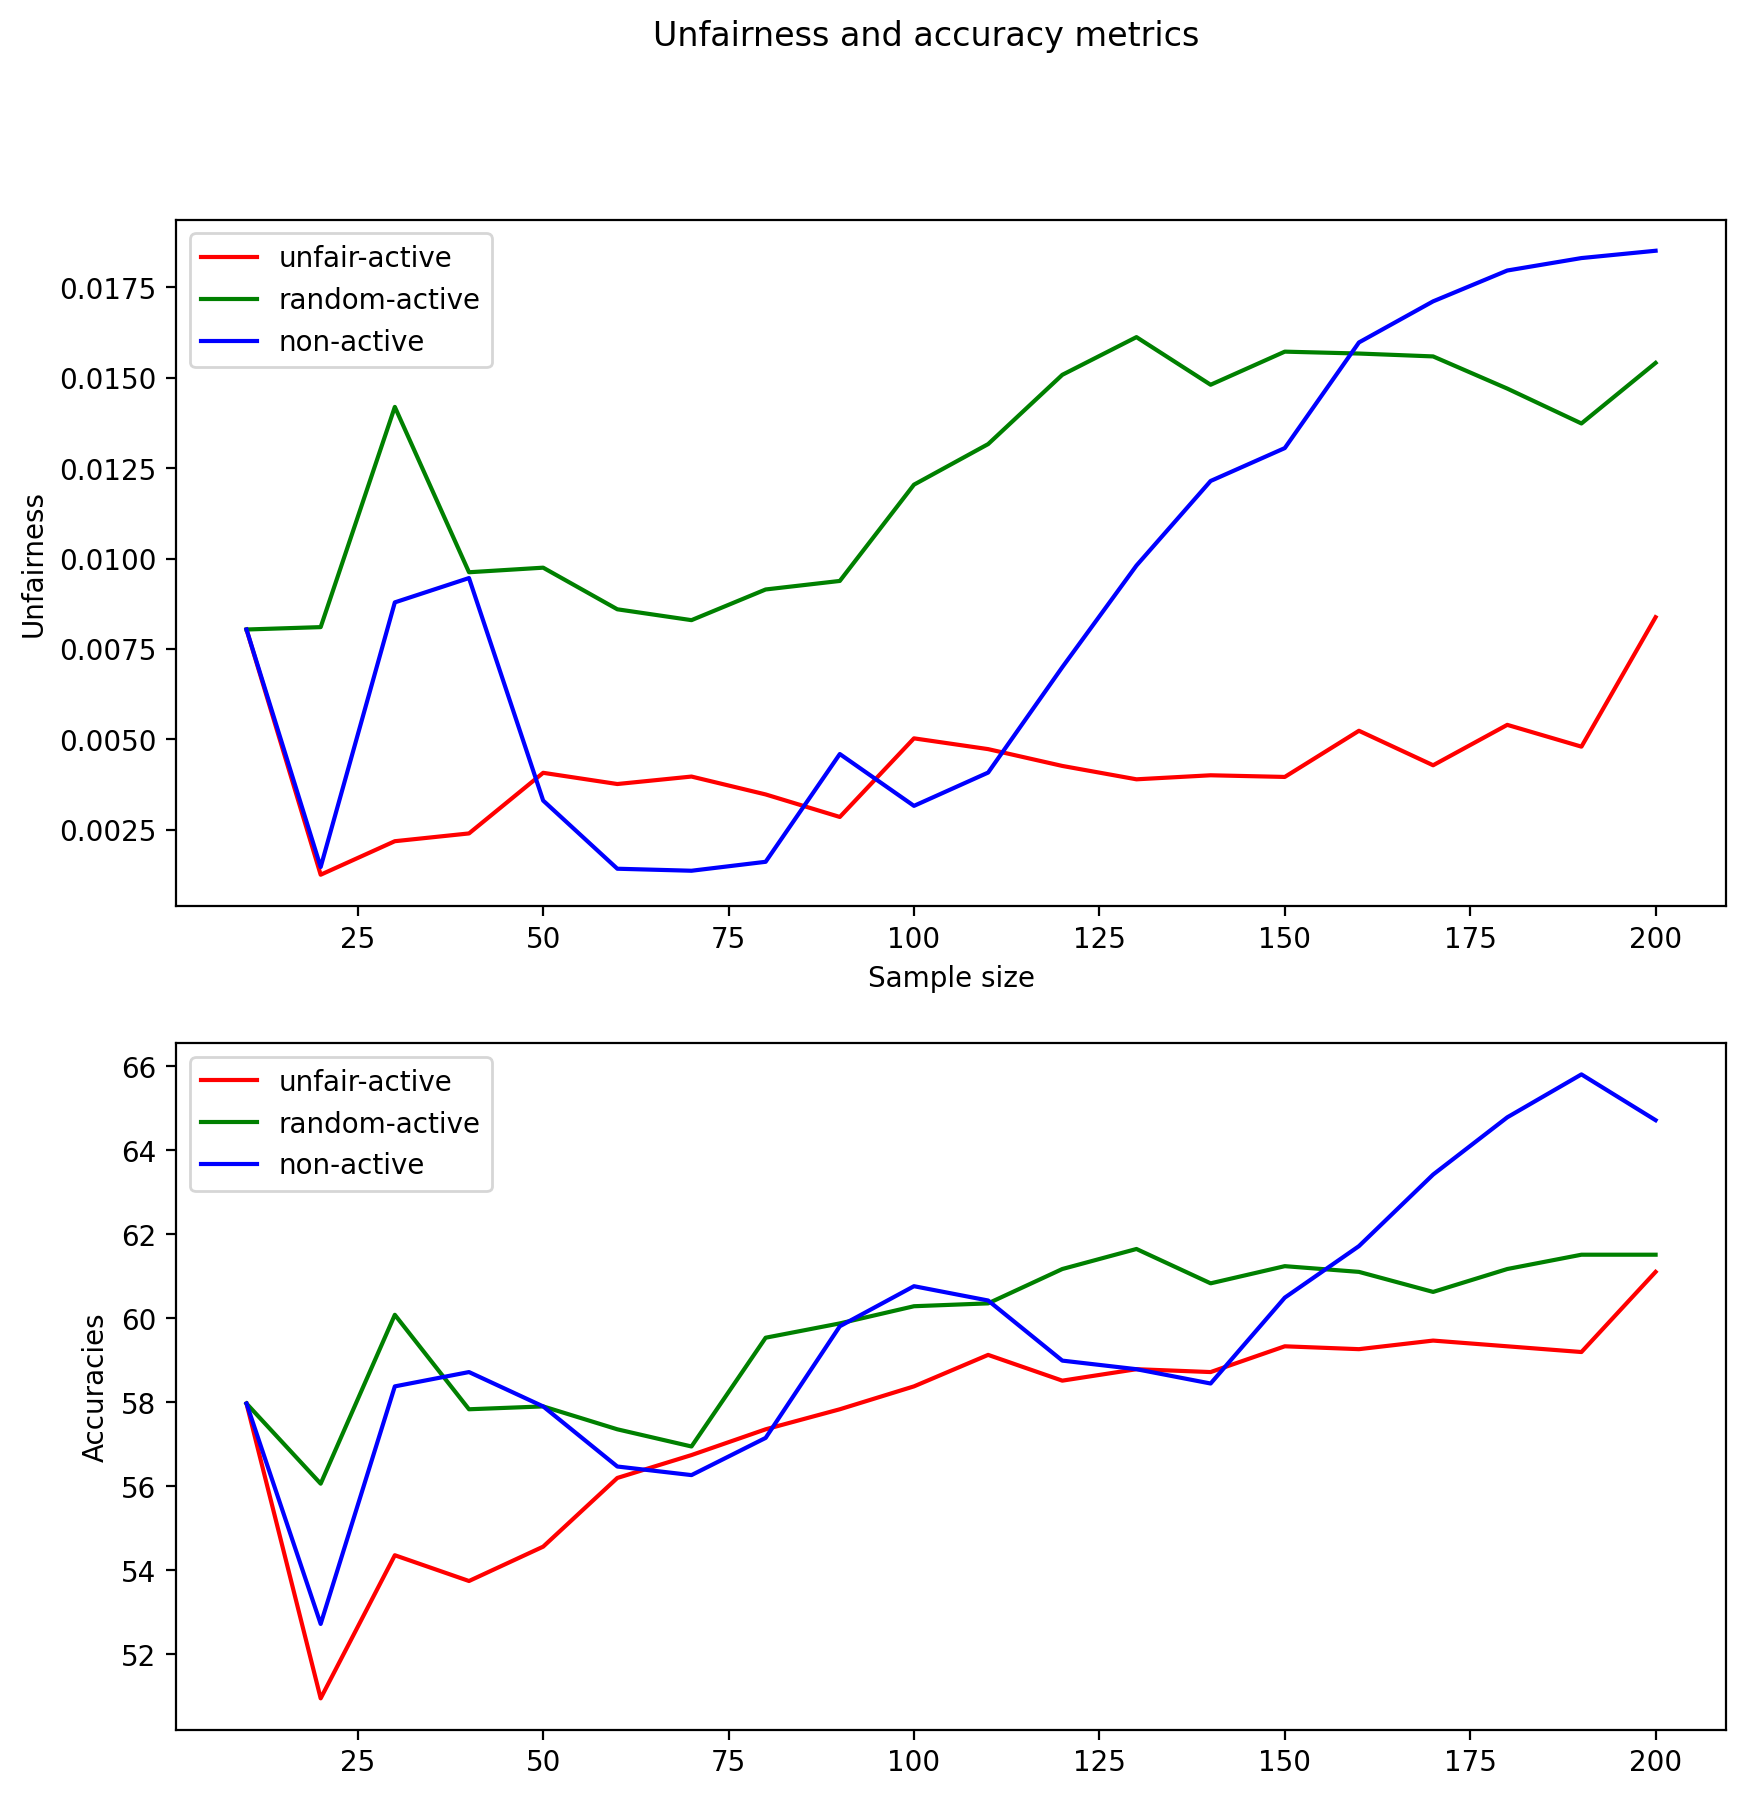 Unfairness and accuracy metrics
unfair-active
random-active
non-active
0.0175
0.0150
0.0125
0.0100
0.0075
0.0050
0.0025
Unfairness
25 50 75 100 125 150 175 200
Sample size
unfair-active
random-active
non-active
66
64
62
60
58
56
54
52
Accuracies
25 50 75 100 125 150 175 200